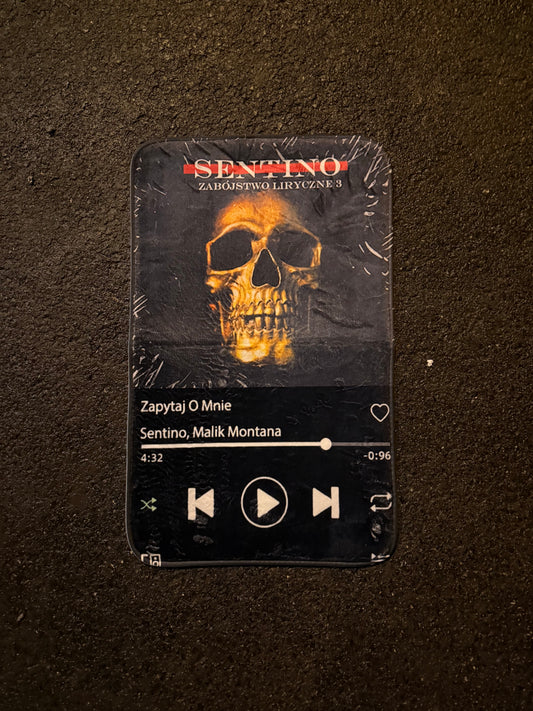 SENTINO
ZABÓJSTWO LIRYCZNE 3
Zapytaj O Mnie
Sentino, Malik Montana
4:32
-0:96